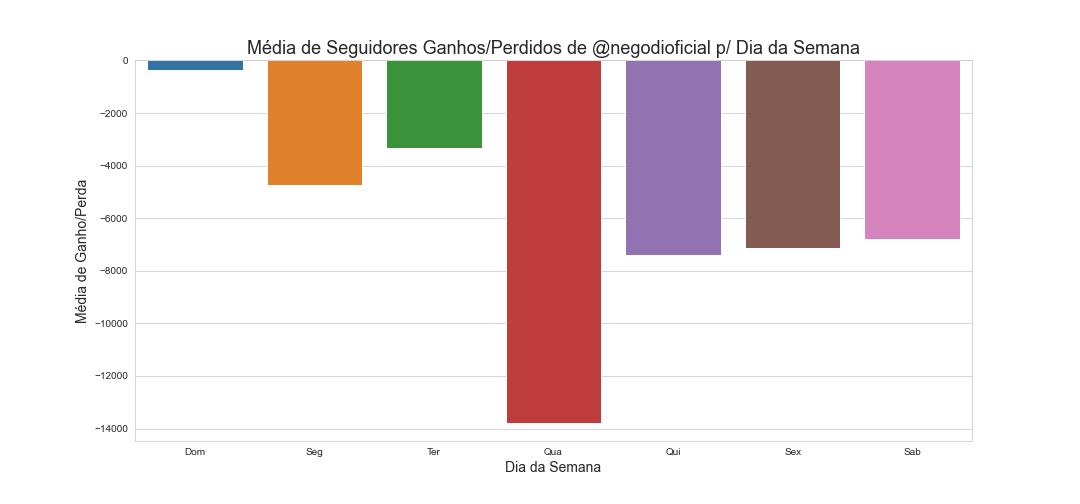 Média de Seguidores Ganhos/Perdidos de @negodioficial p/ Dia da Semana
Média de Ganho/Perda
0
−2000
−4000
−6000
−8000
−10000
−12000
−14000
Dom Seg Ter Qua Qui Sex Sab
Dia da Semana